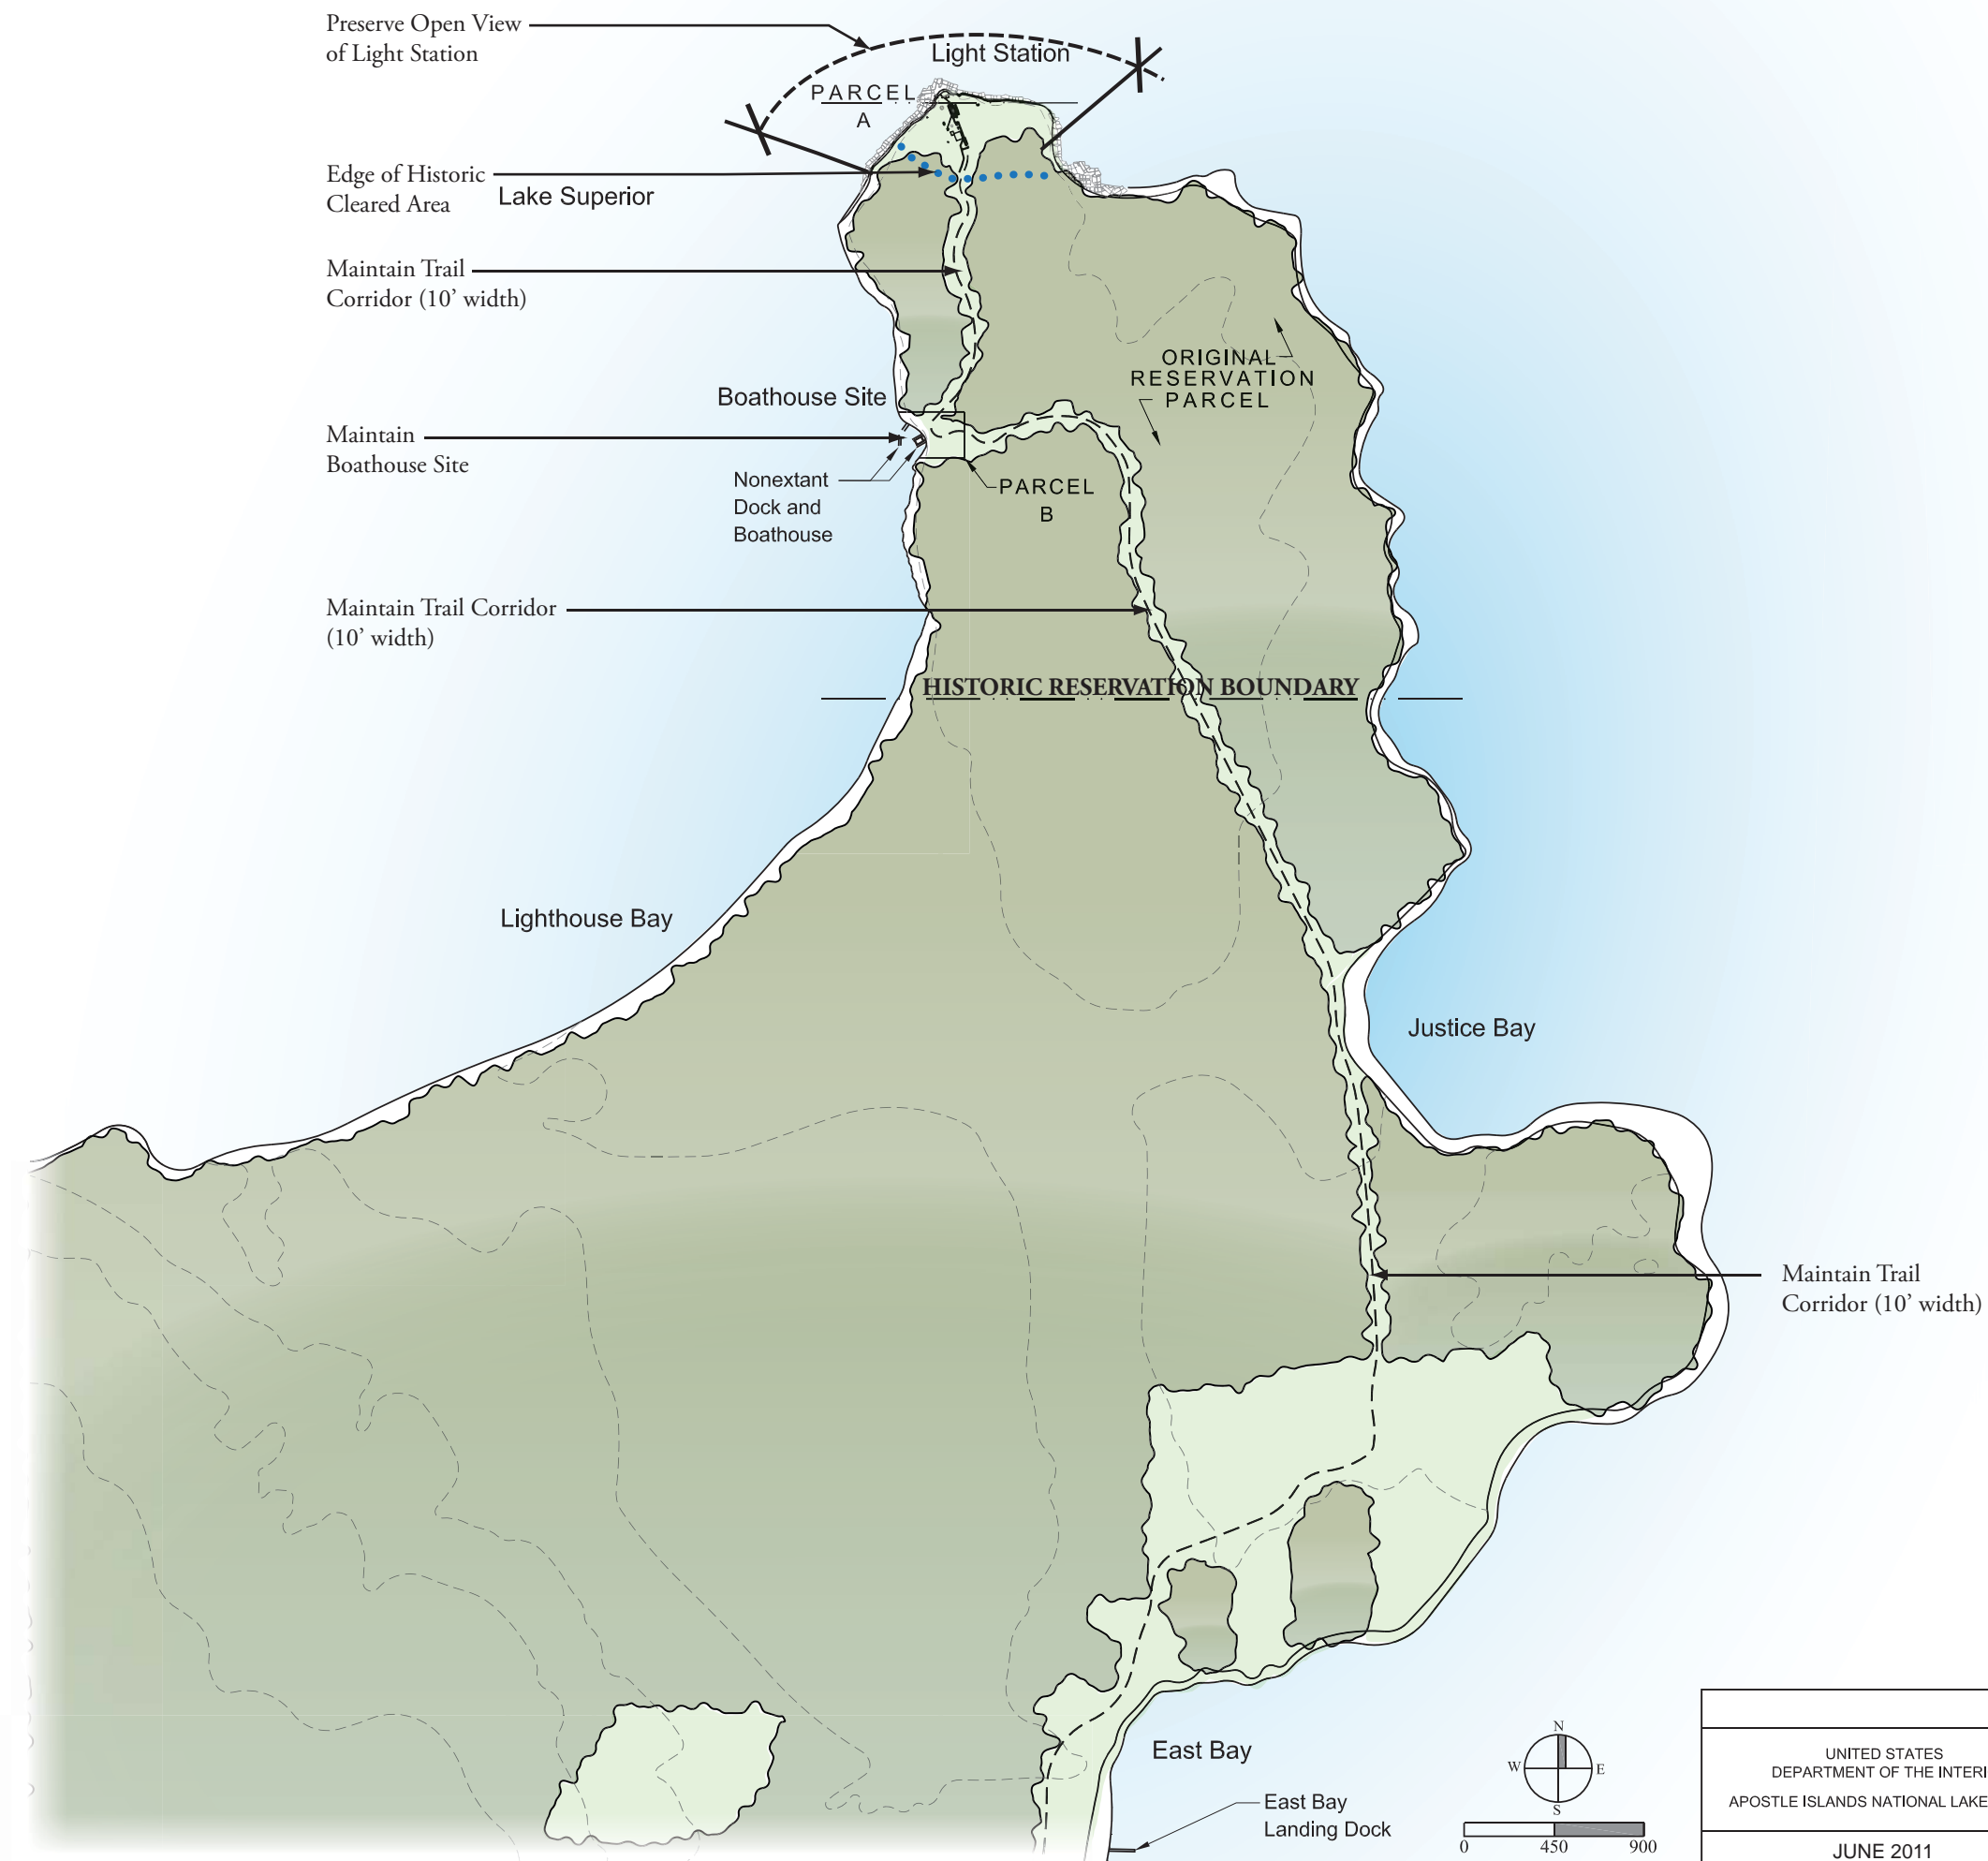 Preserve Open View
of Light Station
Light Station
PARCEL
A
Edge of Historic
Cleared Area
Lake Superior
Maintain Trail
Corridor (10’ width)
ORIGINAL
RESERVATION
PARCEL
Boathouse Site
Maintain
Boathouse Site
Nonextant
Dock and
Boathouse
PARCEL
B
Maintain Trail Corridor
(10’ width)
HISTORIC RESERVATION BOUNDARY
Lighthouse Bay
Justice Bay
Maintain Trail
Corridor (10’ width)
East Bay
East Bay
Landing Dock
N
W E
S
0 450 900
UNITED STATES
DEPARTMENT OF THE INTERI
APOSTLE ISLANDS NATIONAL LAKE
JUNE 2011